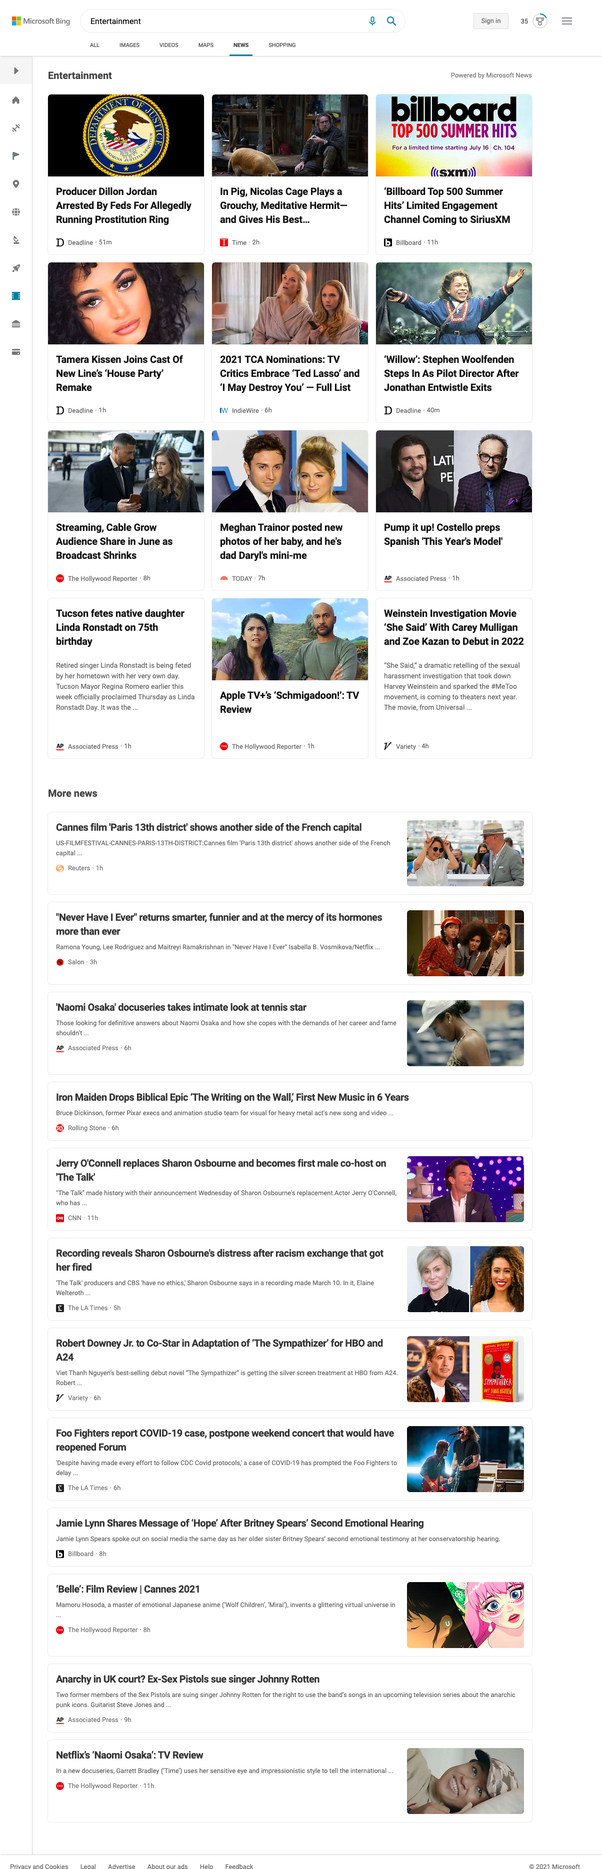 Microsoft Bing
Entertainment
Sign in
35
ALL
IMAGES
VIDEOS
MAPS
NEWS
SHOPPING
Entertainment
Powered by Microsoft News
DEPARTMENT OF JUSTICE
billboard
TOP 500 SUMMER HITS
For a limited time starting July 16 | Ch. 104
((sxm))
Producer Dillon Jordan
Arrested By Feds For Allegedly
Running Prostitution Ring
Deadline · 51m
In Pig, Nicolas Cage Plays a
Grouchy, Meditative Hermit—
and Gives His Best…
Time · 2h
'Billboard Top 500 Summer
Hits' Limited Engagement
Channel Coming to SiriusXM
Billboard · 11h
Tamera Kissen Joins Cast Of
New Line's 'House Party'
Remake
Deadline · 1h
2021 TCA Nominations: TV
Critics Embrace 'Ted Lasso' and
'I May Destroy You' — Full List
IndieWire · 6h
'Willow': Stephen Woolfenden
Steps In As Pilot Director After
Jonathan Entwistle Exits
Deadline · 40m
LATI
PE
Streaming, Cable Grow
Audience Share in June as
Broadcast Shrinks
The Hollywood Reporter · 8h
Meghan Trainor posted new
photos of her baby, and he's
dad Daryl's mini-me
TODAY · 7h
Pump it up! Costello preps
Spanish 'This Year's Model'
AP Associated Press · 1h
Tucson fetes native daughter
Linda Ronstadt on 75th
birthday
Retired singer Linda Ronstadt is being feted
by her hometown with her very own day.
Tucson Mayor Regina Romero earlier this
week officially proclaimed Thursday as Linda
Ronstadt Day. It was the ...
AP Associated Press · 1h
Apple TV+'s 'Schmigadoon!': TV
Review
The Hollywood Reporter · 1h
Weinstein Investigation Movie
'She Said' With Carey Mulligan
and Zoe Kazan to Debut in 2022
"She Said," a dramatic retelling of the sexual
harassment investigation that took down
Harvey Weinstein and sparked the #MeToo
movement, is coming to theaters next year.
The movie, from Universal ...
Variety · 4h
More news
Cannes film 'Paris 13th district' shows another side of the French capital
US-FILMFESTIVAL-CANNES-PARIS-13TH-DISTRICT:Cannes film 'Paris 13th district' shows another side of the French
capital ...
Reuters · 1h
"Never Have I Ever" returns smarter, funnier and at the mercy of its hormones
more than ever
Ramona Young, Lee Rodriguez and Maitreyi Ramakrishnan in "Never Have I Ever" Isabella B. Vosmikova/Netflix ...
Salon · 3h
'Naomi Osaka' docuseries takes intimate look at tennis star
Those looking for definitive answers about Naomi Osaka and how she copes with the demands of her career and fame
shouldn't ...
AP Associated Press · 6h
Iron Maiden Drops Biblical Epic 'The Writing on the Wall,' First New Music in 6 Years
Bruce Dickinson, former Pixar execs and animation studio team for visual for heavy metal act's new song and video ...
Rolling Stone · 6h
Jerry O'Connell replaces Sharon Osbourne and becomes first male co-host on
'The Talk'
"The Talk" made history with their announcement Wednesday of Sharon Osbourne's replacement.Actor Jerry O'Connell,
who has ...
CNN · 11h
Recording reveals Sharon Osbourne's distress after racism exchange that got
her fired
'The Talk' producers and CBS 'have no ethics,' Sharon Osbourne says in a recording made March 10. In it, Elaine
Welteroth ...
The LA Times · 5h
Robert Downey Jr. to Co-Star in Adaptation of 'The Sympathizer' for HBO and
A24
Viet Thanh Nguyen's best-selling debut novel "The Sympathizer" is getting the silver screen treatment at HBO from A24.
Robert ...
Variety · 6h
Foo Fighters report COVID-19 case, postpone weekend concert that would have
reopened Forum
'Despite having made every effort to follow CDC Covid protocols,' a case of COVID-19 has prompted the Foo Fighters to
delay ...
The LA Times · 6h
Jamie Lynn Shares Message of 'Hope' After Britney Spears' Second Emotional Hearing
Jamie Lynn Spears spoke out on social media the same day as her older sister Britney Spears' second emotional testimony at her conservatorship hearing.
Billboard · 8h
'Belle': Film Review | Cannes 2021
Mamoru Hosoda, a master of emotional Japanese anime ('Wolf Children', 'Mirai'), invents a glittering virtual universe in
...
The Hollywood Reporter · 8h
Anarchy in UK court? Ex-Sex Pistols sue singer Johnny Rotten
Two former members of the Sex Pistols are suing singer Johnny Rotten for the right to use the band's songs in an upcoming television series about the anarchic
punk icons. Guitarist Steve Jones and ...
AP Associated Press · 9h
Netflix's 'Naomi Osaka': TV Review
In a new docuseries, Garrett Bradley ('Time') uses her sensitive eye and impressionistic style to tell the international ...
The Hollywood Reporter · 11h
Privacy and Cookies
Legal
Advertise
About our ads
Help
Feedback
© 2021 Microsoft